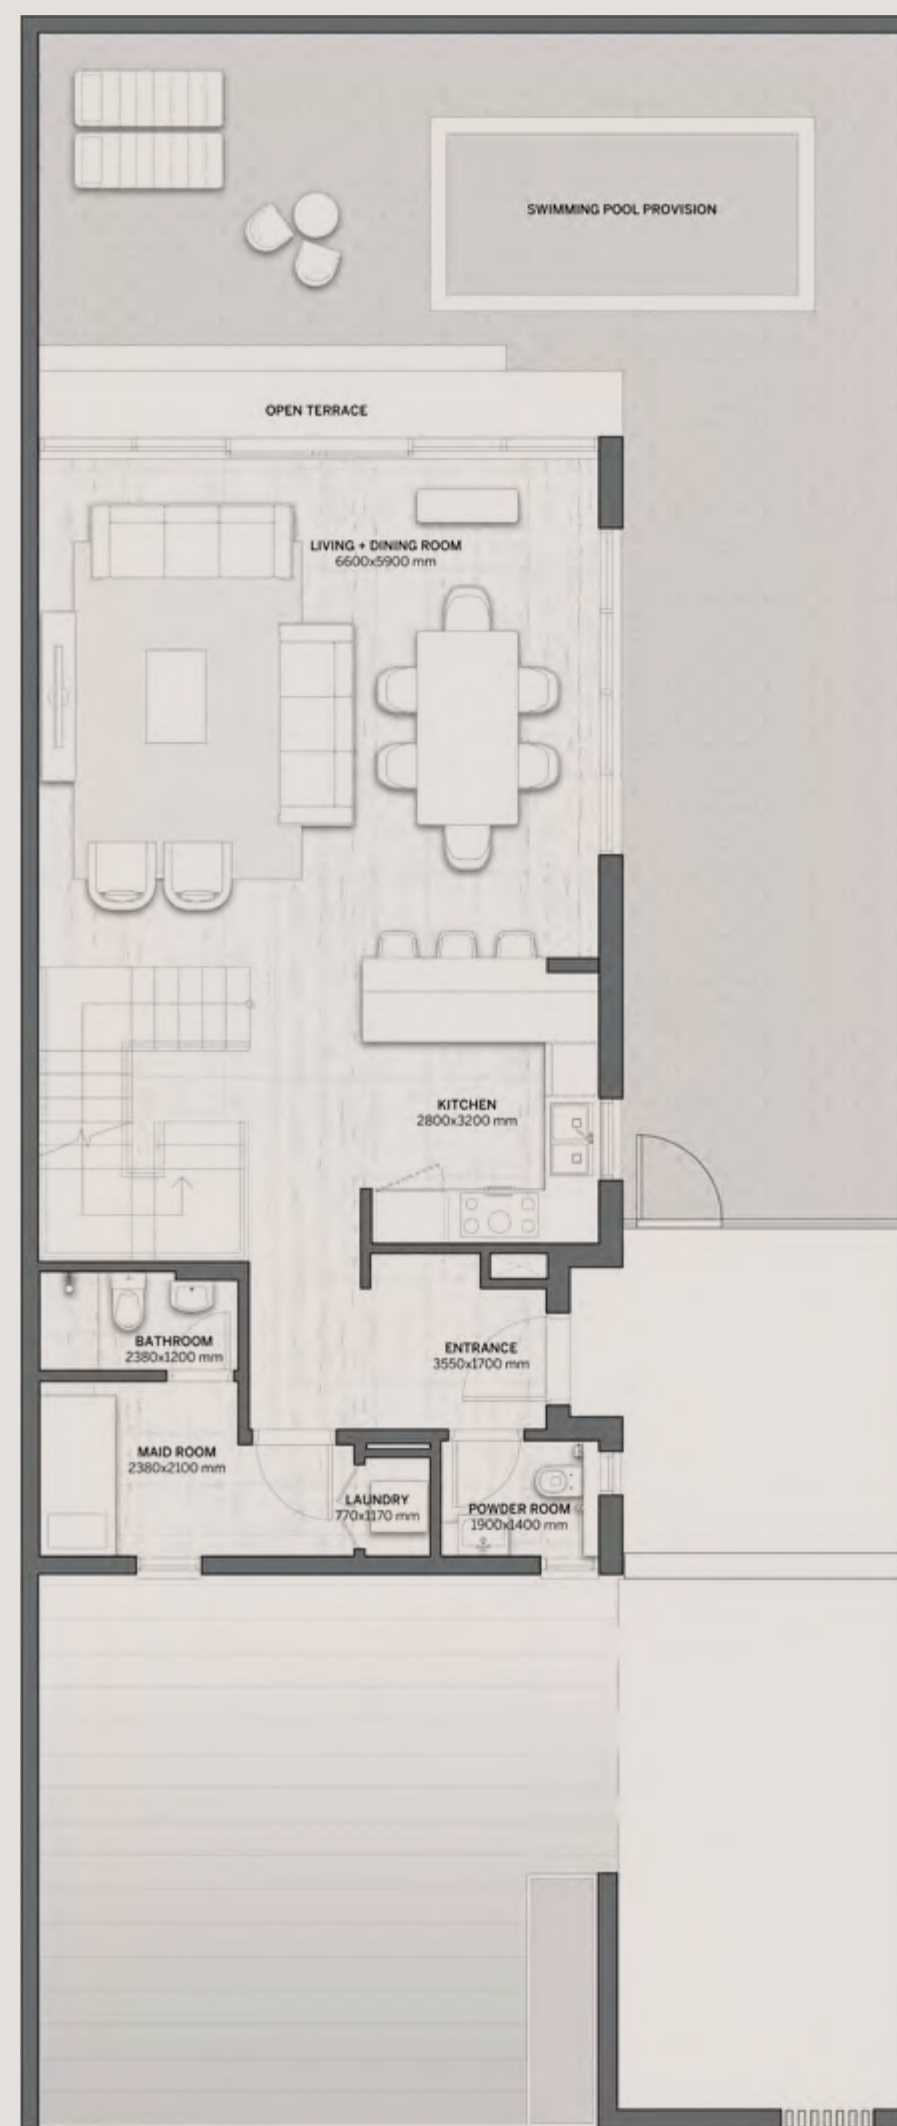 SWIMMING POOL PROVISION
OPEN TERRACE
LIVING + DINING ROOM
6600x5900 mm
KITCHEN
2800x3200 mm
BATHROOM
2380x1200 mm
ENTRANCE
3550x1700 mm
MAID ROOM
2380x2100 mm
LAUNDRY
770x1170 mm
POWDER ROOM
1900x1400 mm